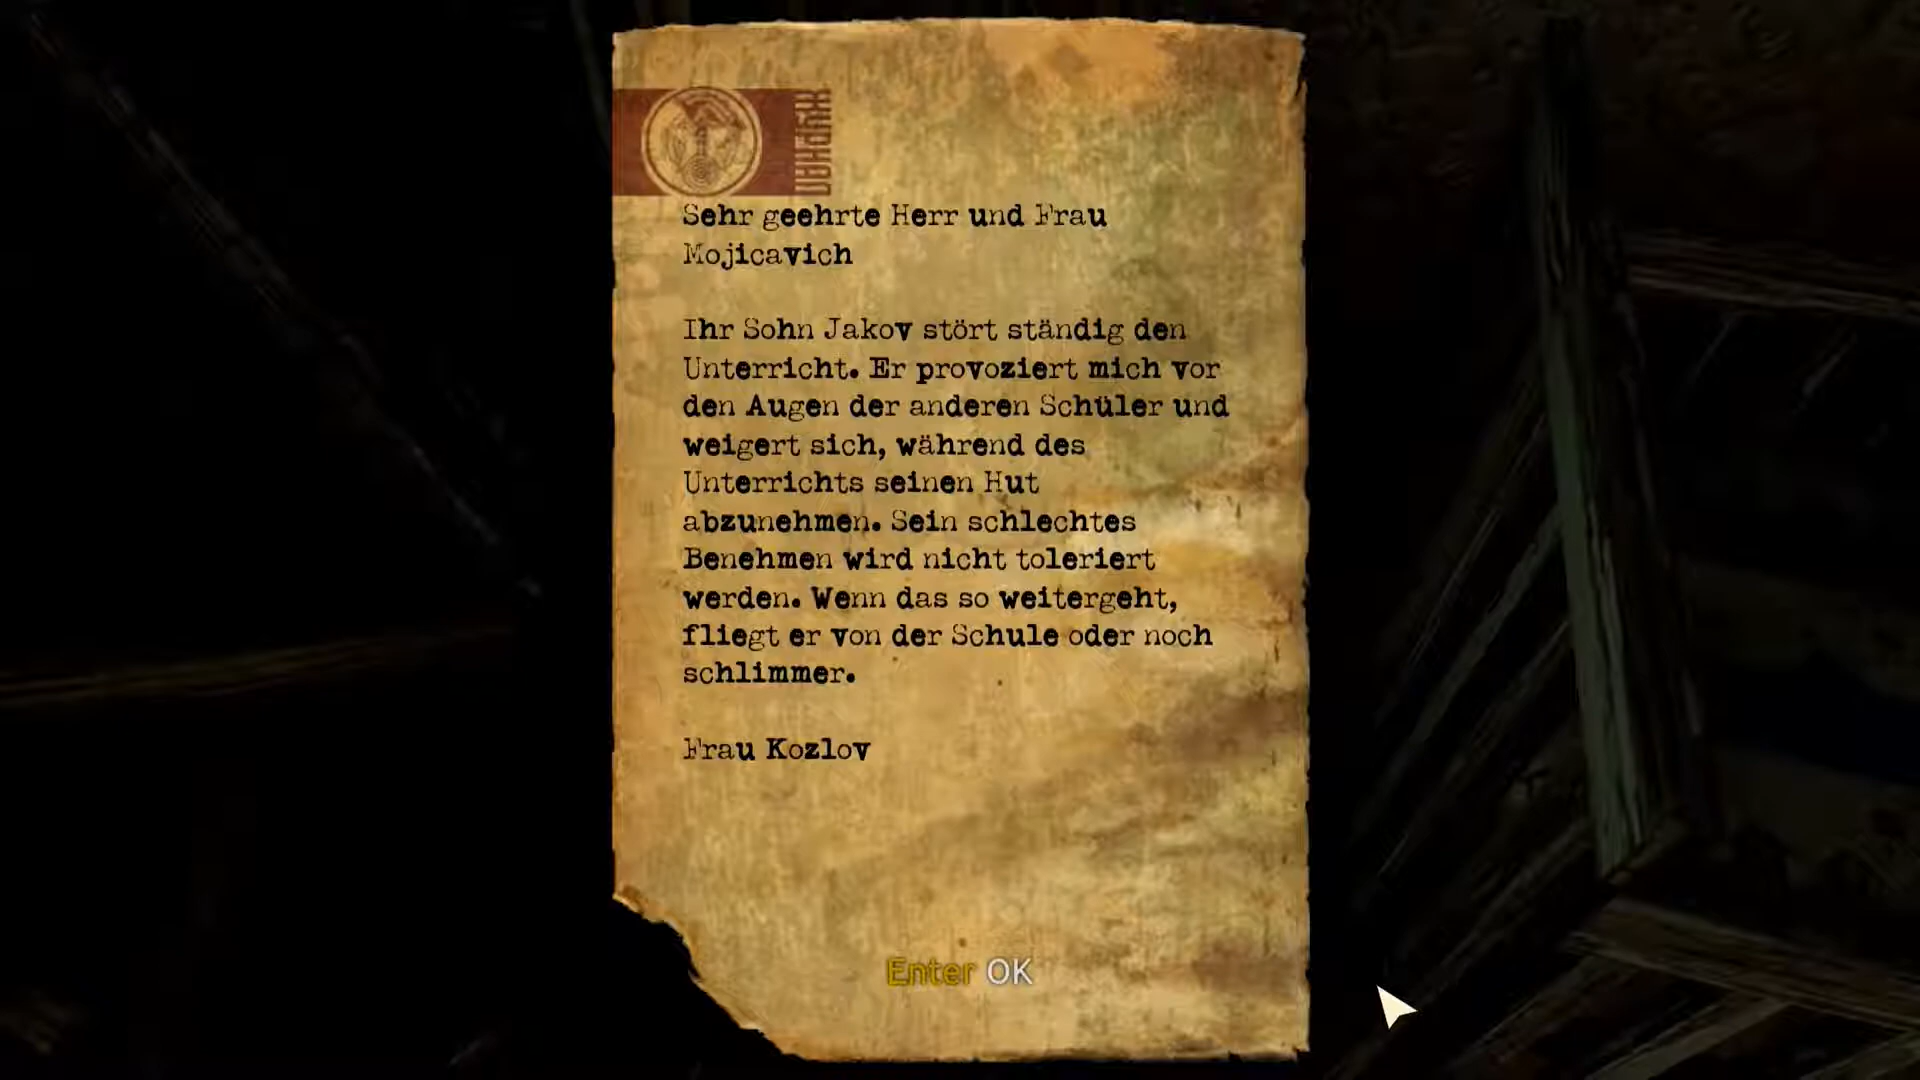 Sehr geehrte Herr und Frau
Mojicavich
Ihr Sohn Jakov stört ständig den
Unterricht. Er provoziert mich vor
den Augen der anderen Schüler und
weigert sich, während des
Unterrichts seinen Hut
abzunehmen. Sein schlechtes
Benehmen wird nicht toleriert
werden. Wenn das so weitergeht,
fliegt er von der Schule oder noch
schlimmer.
Frau Kozlov
Enter OK